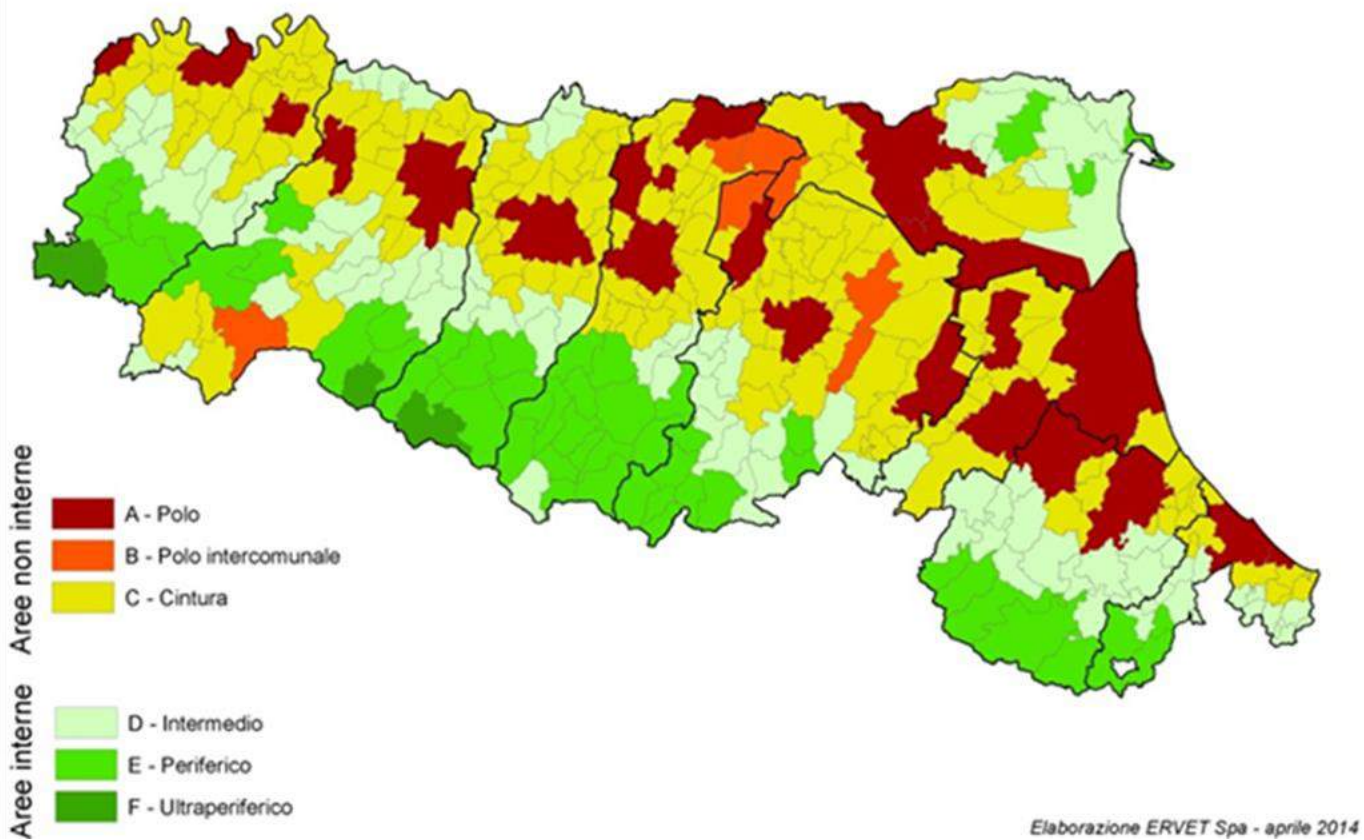 Aree non interne
A - Polo
B - Polo intercomunale
C - Cintura
Aree interne
D - Intermedio
E - Periferico
F - Ultraperiferico
Elaborazione ERVET Spa - aprile 2014